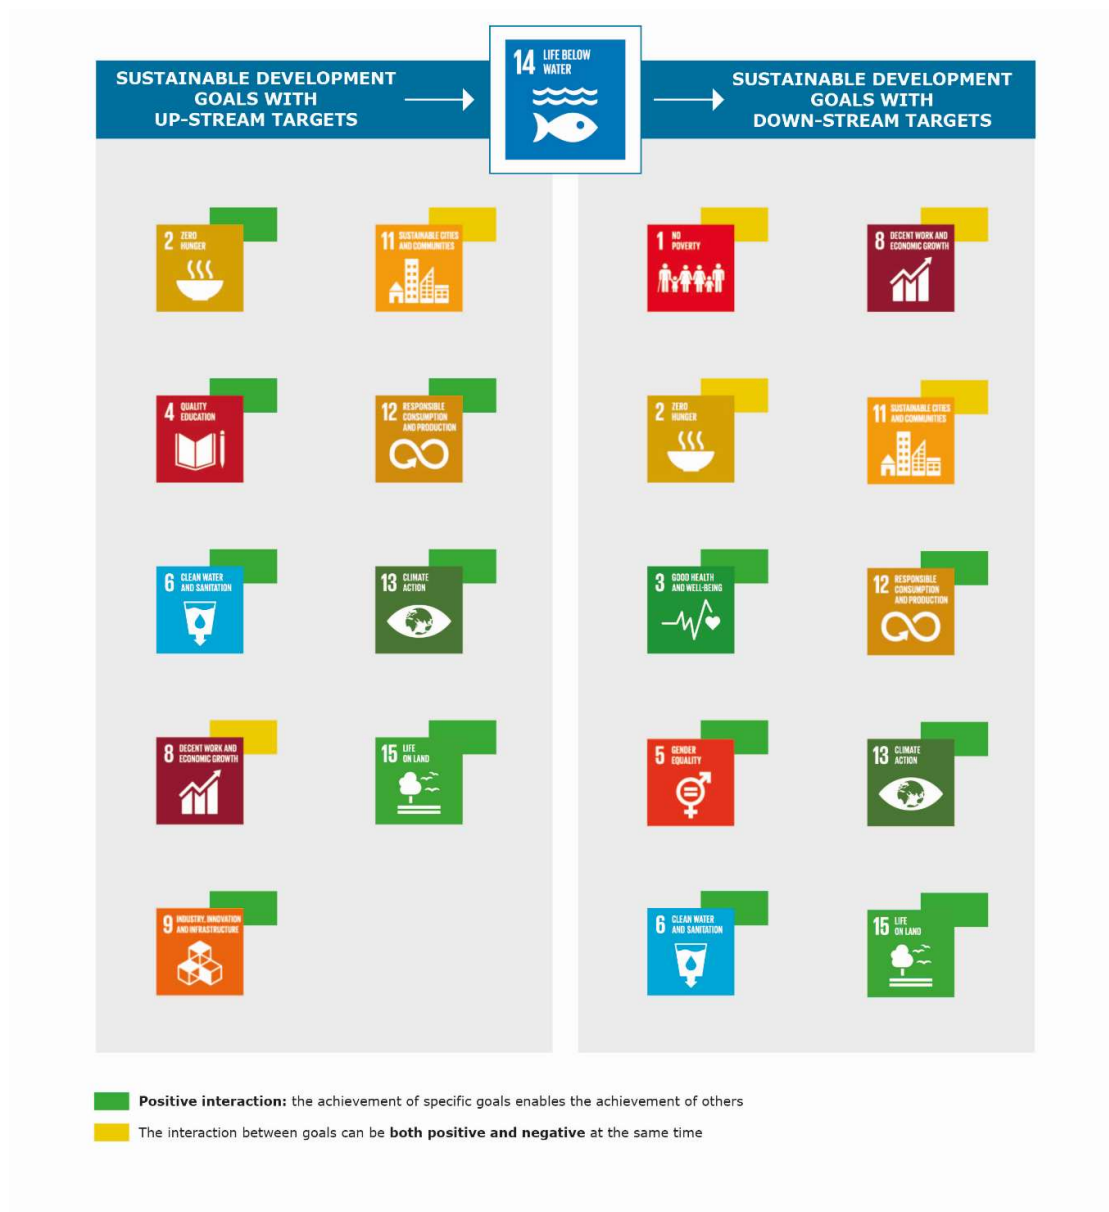 SUSTAINABLE DEVELOPMENT
GOALS WITH
UP-STREAM TARGETS
14 LIFE BELOW
WATER
SUSTAINABLE DEVELOPMENT
GOALS WITH
DOWN-STREAM TARGETS
2 ZERO
HUNGER
11 SUSTAINABLE CITIES
AND COMMUNITIES
4 QUALITY
EDUCATION
12 RESPONSIBLE
CONSUMPTION
AND PRODUCTION
6 CLEAN WATER
AND SANITATION
13 CLIMATE
ACTION
8 DECENT WORK AND
ECONOMIC GROWTH
15 LIFE
ON LAND
9 INDUSTRY, INNOVATION
AND INFRASTRUCTURE
1 NO
POVERTY
8 DECENT WORK AND
ECONOMIC GROWTH
2 ZERO
HUNGER
11 SUSTAINABLE CITIES
AND COMMUNITIES
3 GOOD HEALTH
AND WELL-BEING
12 RESPONSIBLE
CONSUMPTION
AND PRODUCTION
5 GENDER
EQUALITY
13 CLIMATE
ACTION
6 CLEAN WATER
AND SANITATION
15 LIFE
ON LAND
Positive interaction: the achievement of specific goals enables the achievement of others
The interaction between goals can be both positive and negative at the same time